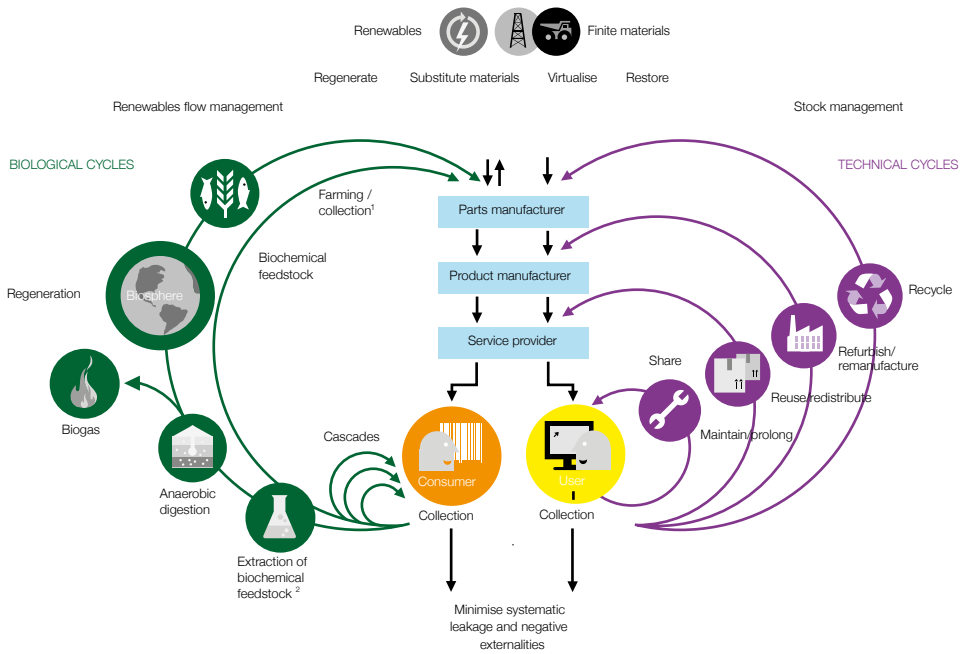 Renewables
Finite materials
Regenerate
Substitute materials
Virtualise
Restore
Renewables flow management
Stock management
BIOLOGICAL CYCLES
TECHNICAL CYCLES
Farming /
collection1
Parts manufacturer
Biochemical
feedstock
Product manufacturer
Regeneration
Biosphere
Recycle
Service provider
Share
Refurbish/
remanufacture
Reuse/redistribute
Biogas
Cascades
Maintain/prolong
Consumer
User
Anaerobic
digestion
Collection
Collection
Extraction of
biochemical
feedstock 2
Minimise systematic
leakage and negative
externalities